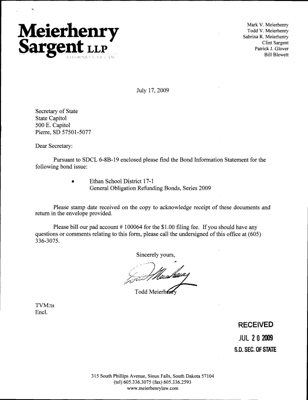 Meierhenry
Sargent LLP
ATTORNEYS AT LAW
Mark V. Meierhenry
Todd V. Meierhenry
Sabrina R. Meierhenry
Clint Sargent
Patrick J. Glover
Bill Blewett
July 17, 2009
Secretary of State
State Capitol
500 E. Capitol
Pierre, SD 57501-5077
Dear Secretary:
Pursuant to SDCL 6-8B-19 enclosed please find the Bond Information Statement for the
following bond issue:
• Ethan School District 17-1
General Obligation Refunding Bonds, Series 2009
Please stamp date received on the copy to acknowledge receipt of these documents and
return in the envelope provided.
Please bill our pad account # 100064 for the $1.00 filing fee. If you should have any
questions or comments relating to this form, please call the undersigned of this office at (605)
336-3075.
Sincerely yours,
Todd Meierhenry
TVM/rs
Encl.
RECEIVED
JUL 20 2009
S.D. SEC. OF STATE
315 South Phillips Avenue, Sioux Falls, South Dakota 57104
(tel) 605.336.3075 (fax) 605.336.2593
www.meierhenrylaw.com